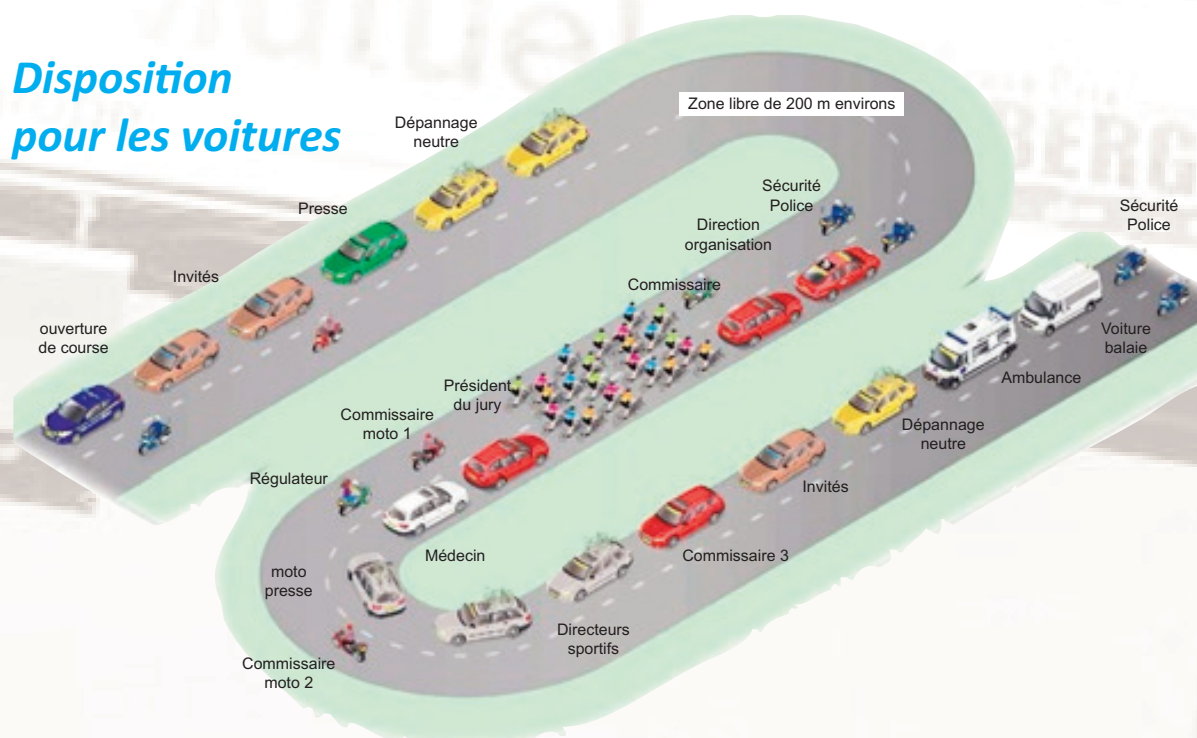 Disposition
pour les voitures
Dépannage
neutre
Zone libre de 200 m environs
Presse
Invités
ouverture
de course
Sécurité
Police
Direction
organisation
Commissaire
Président
du jury
Commissaire
moto 1
Régulateur
Médecin
moto
presse
Commissaire
moto 2
Directeurs
sportifs
Commissaire 3
Invités
Dépannage
neutre
Ambulance
Voiture
balaie
Sécurité
Police